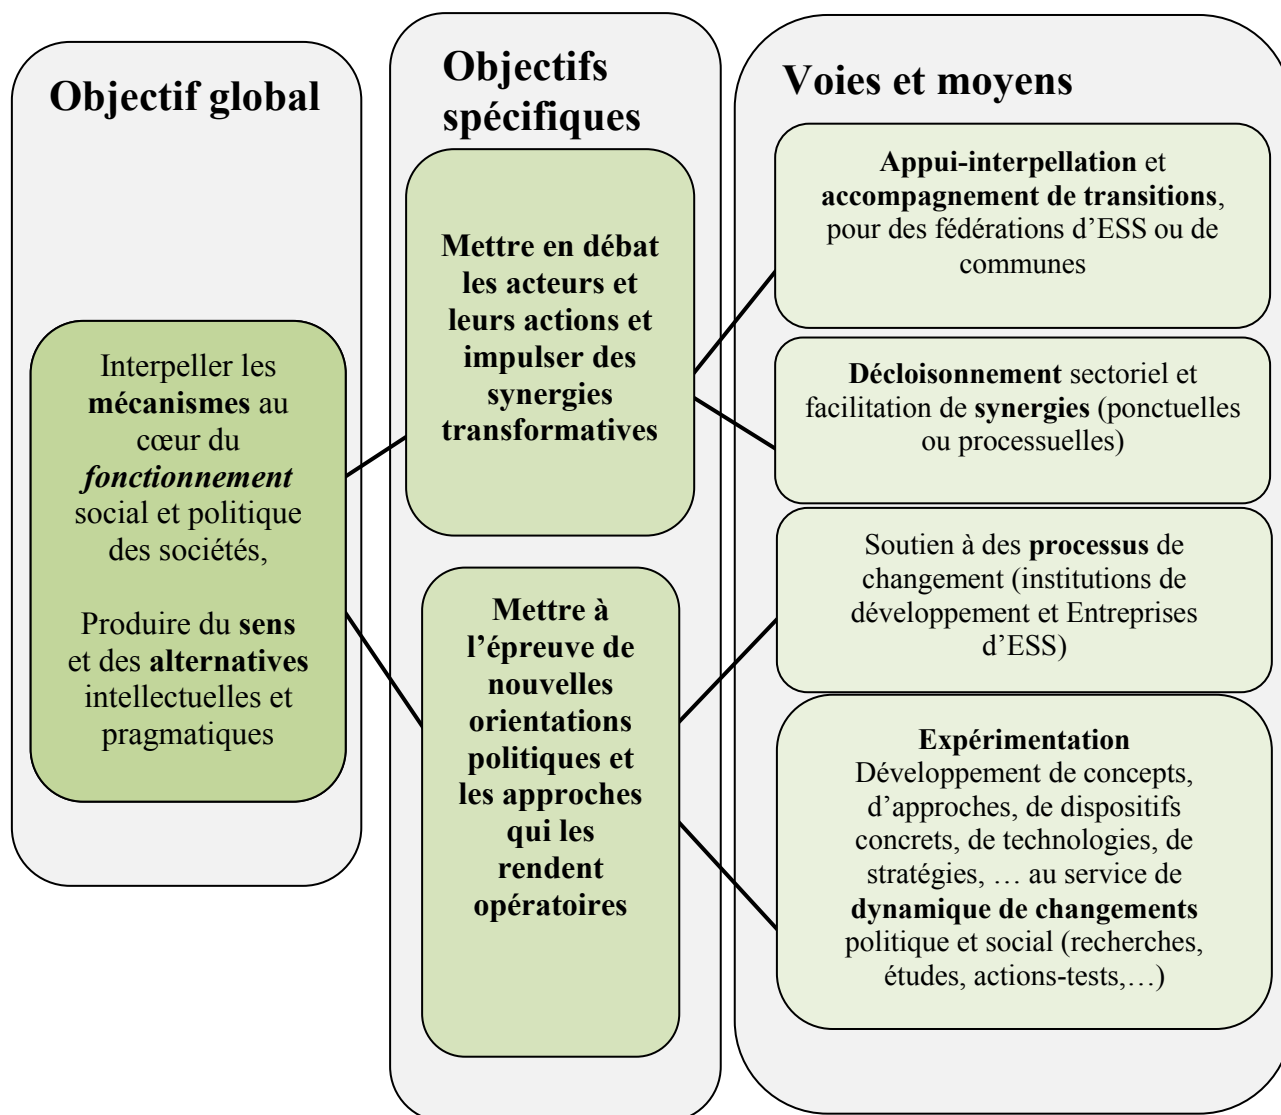 Objectif global
Interpeller les
mécanismes au
cœur du
fonctionnement
social et politique
des sociétés,
Produire du sens
et des alternatives
intellectuelles et
pragmatiques
Objectifs
spécifiques
Mettre en débat
les acteurs et
leurs actions et
impulser des
synergies
transformatives
Mettre à
l’épreuve de
nouvelles
orientations
politiques et
les approches
qui les
rendent
opératoires
Voies et moyens
Appui-interpellation et
accompagnement de transitions,
pour des fédérations d’ESS ou de
communes
Décloisonnement sectoriel et
facilitation de synergies (ponctuelles
ou processuelles)
Soutien à des processus de
changement (institutions de
développement et Entreprises
d’ESS)
Expérimentation
Développement de concepts,
d’approches, de dispositifs
concrets, de technologies, de
stratégies, … au service de
dynamique de changements
politique et social (recherches,
études, actions-tests,…)